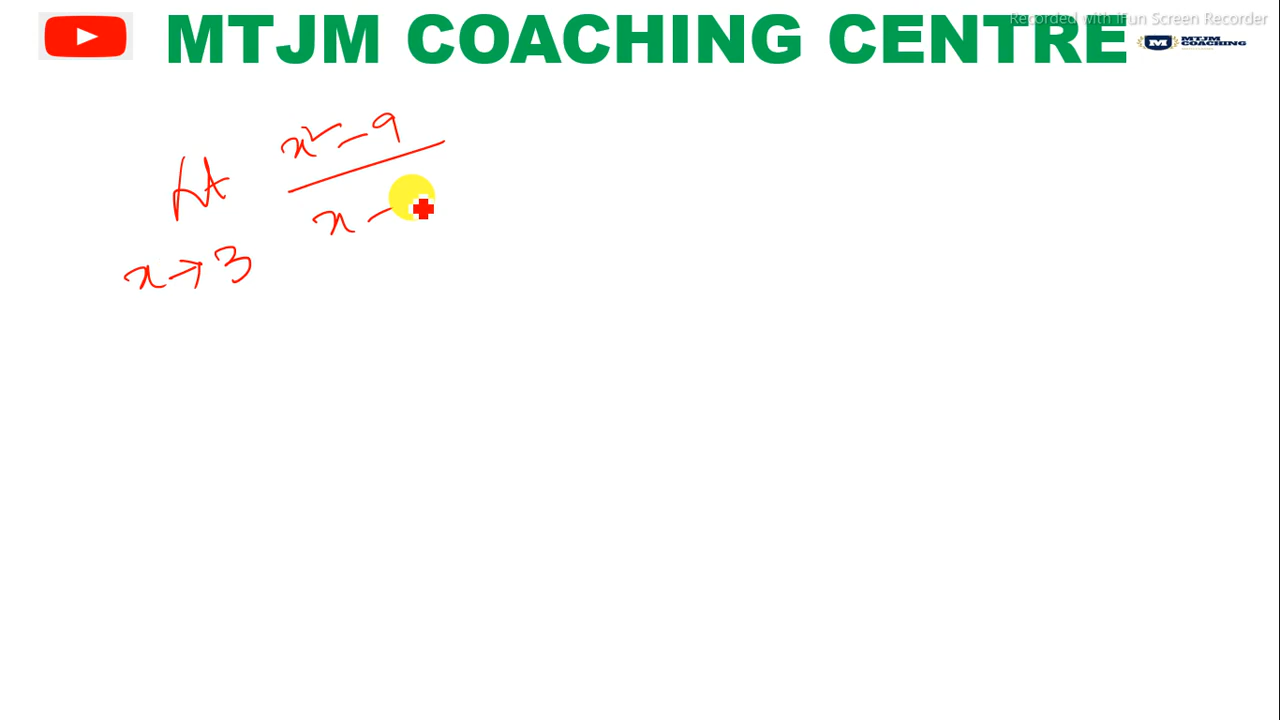 Recorded with iFun Screen Recorder
MTJM COACHING CENTRE
MTJM
COACHING
x² - 9
Lt
x -
x → 3